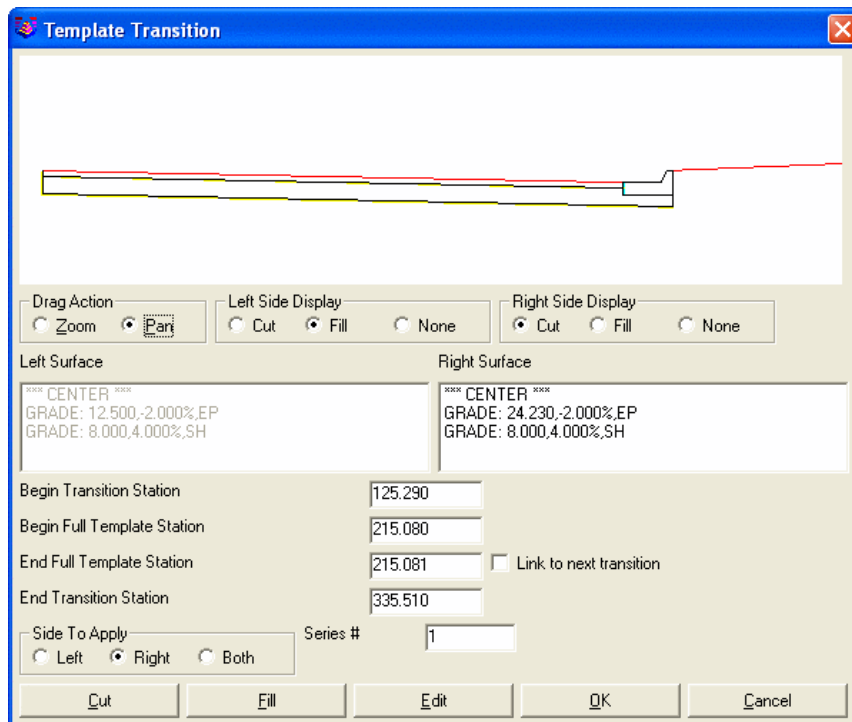 Template Transition
Drag Action
Zoom Pan
Left Side Display
Cut Fill None
Right Side Display
Cut Fill None
Left Surface
*** CENTER ***
GRADE: 12.500,-2.000%,EP
GRADE: 8.000,4.000%,SH
Right Surface
*** CENTER ***
GRADE: 24.230,-2.000%,EP
GRADE: 8.000,4.000%,SH
Begin Transition Station 125.290
Begin Full Template Station 215.080
End Full Template Station 215.081 Link to next transition
End Transition Station 335.510
Side To Apply
Left Right Both
Series # 1
Cut Fill Edit OK Cancel